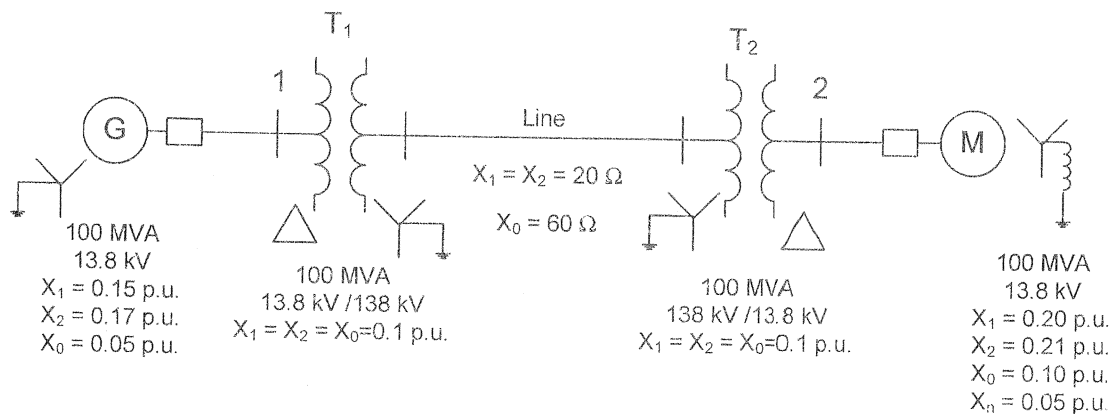 T₁
T₂
1
2
G
Line
M
X₁ = X₂ = 20 Ω
X₀ = 60 Ω
100 MVA
13.8 kV
X₁ = 0.15 p.u.
X₂ = 0.17 p.u.
X₀ = 0.05 p.u.
100 MVA
13.8 kV /138 kV
X₁ = X₂ = X₀=0.1 p.u.
100 MVA
138 kV /13.8 kV
X₁ = X₂ = X₀=0.1 p.u.
100 MVA
13.8 kV
X₁ = 0.20 p.u.
X₂ = 0.21 p.u.
X₀ = 0.10 p.u.
Xₙ = 0.05 p.u.